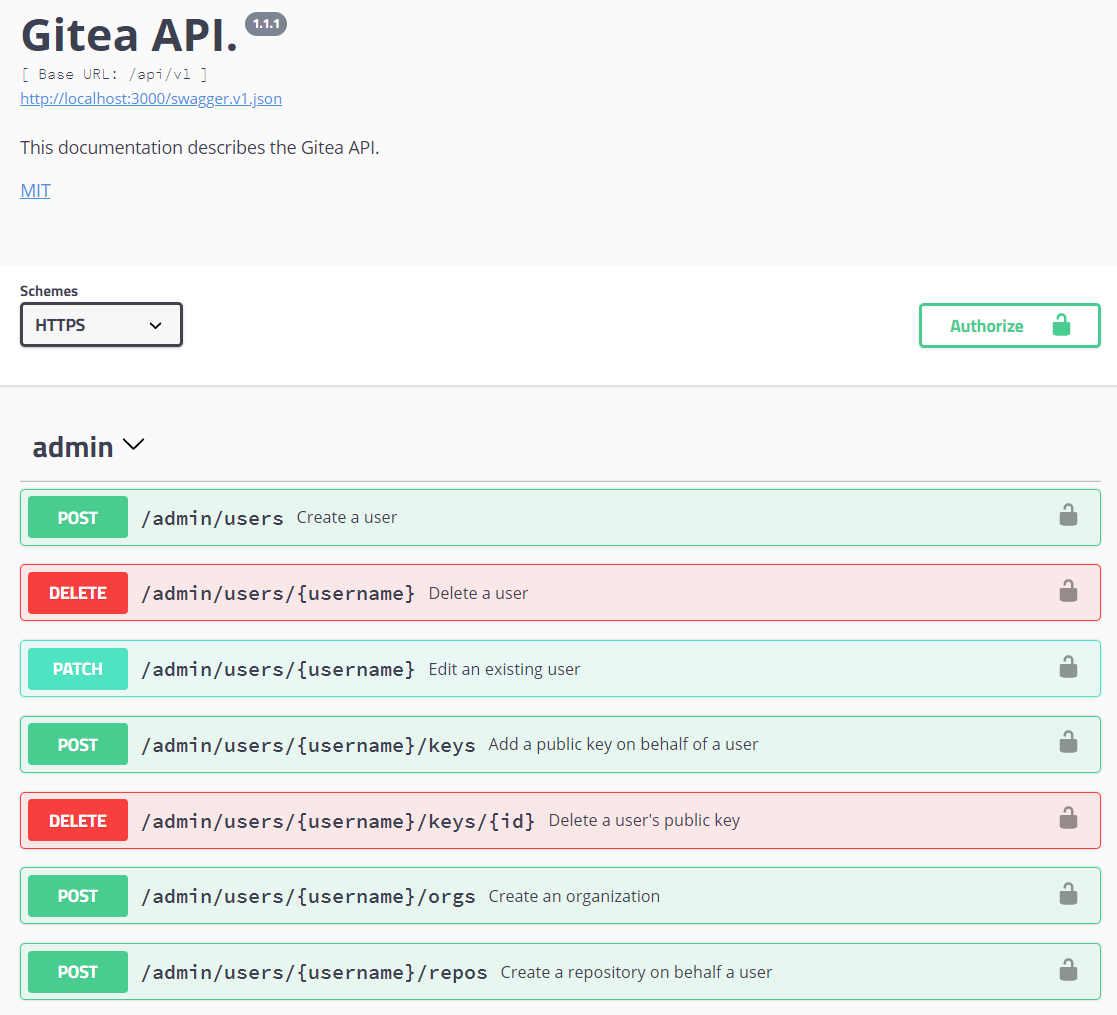 Gitea API. 1.1.1
[ Base URL: /api/v1 ]
http://localhost:3000/swagger.v1.json
This documentation describes the Gitea API.
MIT
Schemes
HTTPS
Authorize
admin
POST /admin/users Create a user
DELETE /admin/users/{username} Delete a user
PATCH /admin/users/{username} Edit an existing user
POST /admin/users/{username}/keys Add a public key on behalf of a user
DELETE /admin/users/{username}/keys/{id} Delete a user's public key
POST /admin/users/{username}/orgs Create an organization
POST /admin/users/{username}/repos Create a repository on behalf a user